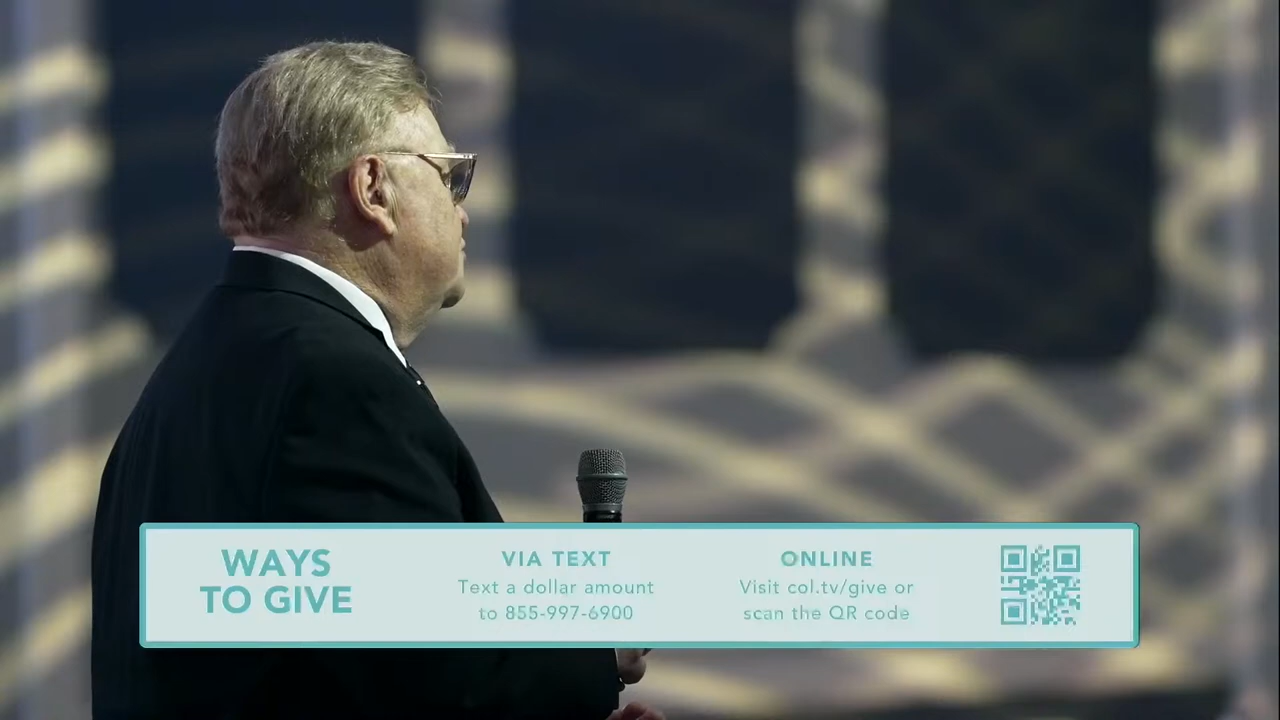 WAYS
TO GIVE
VIA TEXT
Text a dollar amount
to 855-997-6900
ONLINE
Visit col.tv/give or
scan the QR code